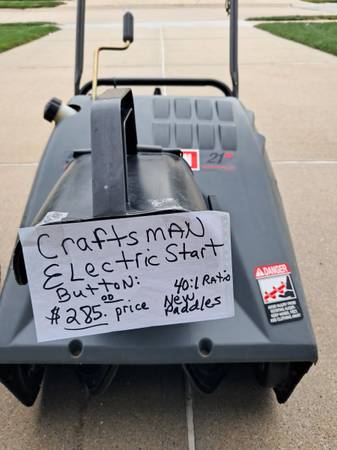 21"
CraftsmAN
ELectric Start
Button:
$285.00 price
40:1 Ratio
New
Paddles
DANGER